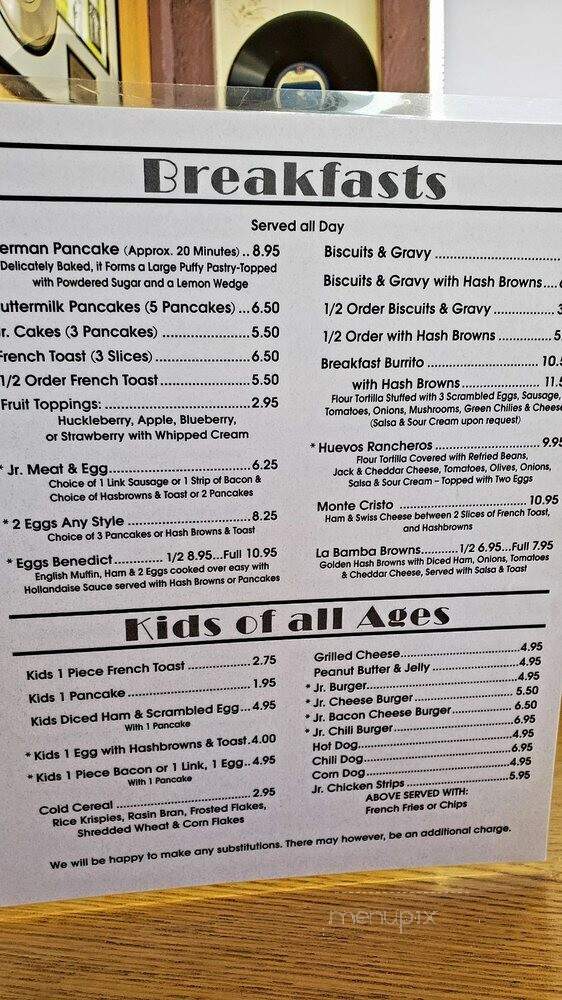 Breakfasts
Served all Day
erman Pancake (Approx. 20 Minutes) .. 8.95
Delicately Baked, it Forms a Large Puffy Pastry-Topped
with Powdered Sugar and a Lemon Wedge
uttermilk Pancakes (5 Pancakes) ... 6.50
r. Cakes (3 Pancakes) ................ 5.50
French Toast (3 Slices) ................. 6.50
1/2 Order French Toast ................ 5.50
Fruit Toppings: ........................... 2.95
Huckleberry, Apple, Blueberry,
or Strawberry with Whipped Cream
* Jr. Meat & Egg .......................... 6.25
Choice of 1 Link Sausage or 1 Strip of Bacon &
Choice of Hasbrowns & Toast or 2 Pancakes
* 2 Eggs Any Style ....................... 8.25
Choice of 3 Pancakes or Hash Browns & Toast
* Eggs Benedict ............ 1/2 8.95...Full 10.95
English Muffin, Ham & 2 Eggs cooked over easy with
Hollandaise Sauce served with Hash Browns or Pancakes
Biscuits & Gravy .......................
Biscuits & Gravy with Hash Browns....
1/2 Order Biscuits & Gravy .............
1/2 Order with Hash Browns ........... 5
Breakfast Burrito ....................... 10.
with Hash Browns ................ 11.
Flour Tortilla Stuffed with 3 Scrambled Eggs, Sausage,
Tomatoes, Onions, Mushrooms, Green Chilies & Cheese
(Salsa & Sour Cream upon request)
* Huevos Rancheros ....................... 9.95
Flour Tortilla Covered with Refried Beans,
Jack & Cheddar Cheese, Tomatoes, Olives, Onions,
Salsa & Sour Cream – Topped with Two Eggs
Monte Cristo ........................... 10.95
Ham & Swiss Cheese between 2 Slices of French Toast,
and Hashbrowns
La Bamba Browns.......... 1/2 6.95...Full 7.95
Golden Hash Browns with Diced Ham, Onions, Tomatoes
& Cheddar Cheese, Served with Salsa & Toast
Kids of all Ages
Kids 1 Piece French Toast ............... 2.75
Kids 1 Pancake ........................... 1.95
Kids Diced Ham & Scrambled Egg... 4.95
With 1 Pancake
* Kids 1 Egg with Hashbrowns & Toast. 4.00
* Kids 1 Piece Bacon or 1 Link, 1 Egg.. 4.95
With 1 Pancake
Cold Cereal .............................. 2.95
Rice Krispies, Rasin Bran, Frosted Flakes,
Shredded Wheat & Corn Flakes
Grilled Cheese............................4.95
Peanut Butter & Jelly ....................4.95
* Jr. Burger................................4.95
* Jr. Cheese Burger ........................ 5.50
* Jr. Bacon Cheese Burger................ 6.50
* Jr. Chili Burger.......................... 6.95
Hot Dog...................................4.95
Chili Dog.................................6.95
Corn Dog..................................4.95
Jr. Chicken Strips ........................5.95
ABOVE SERVED WITH:
French Fries or Chips
We will be happy to make any substitutions. There may however, be an additional charge.
menupix